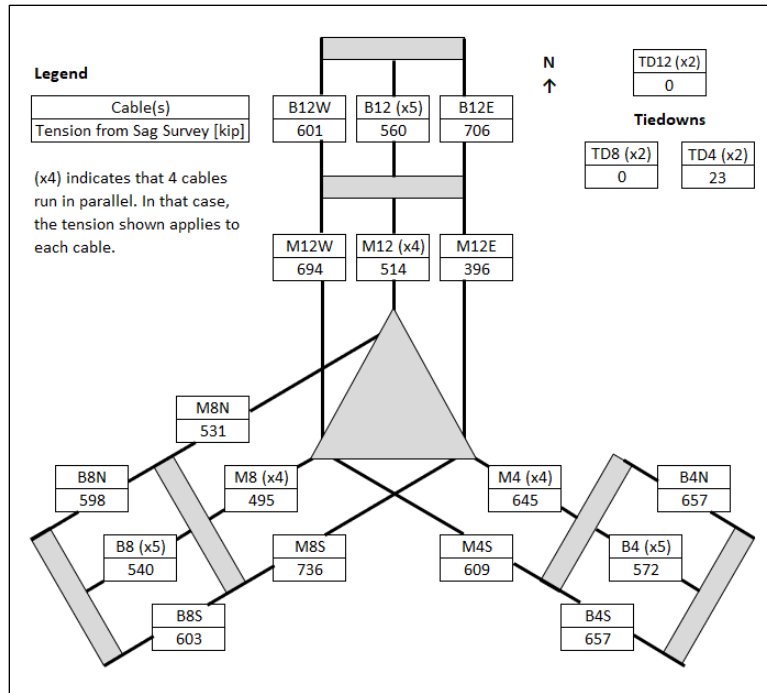 Legend
Cable(s)
Tension from Sag Survey [kip]
(x4) indicates that 4 cables
run in parallel. In that case,
the tension shown applies to
each cable.
N
↑
TD12 (x2)
0
Tiedowns
TD8 (x2)
0
TD4 (x2)
23
B12W
601
B12 (x5)
560
B12E
706
M12W
694
M12 (x4)
514
M12E
396
M8N
531
B8N
598
M8 (x4)
495
B8 (x5)
540
M8S
736
B8S
603
M4 (x4)
645
B4N
657
M4S
609
B4 (x5)
572
B4S
657